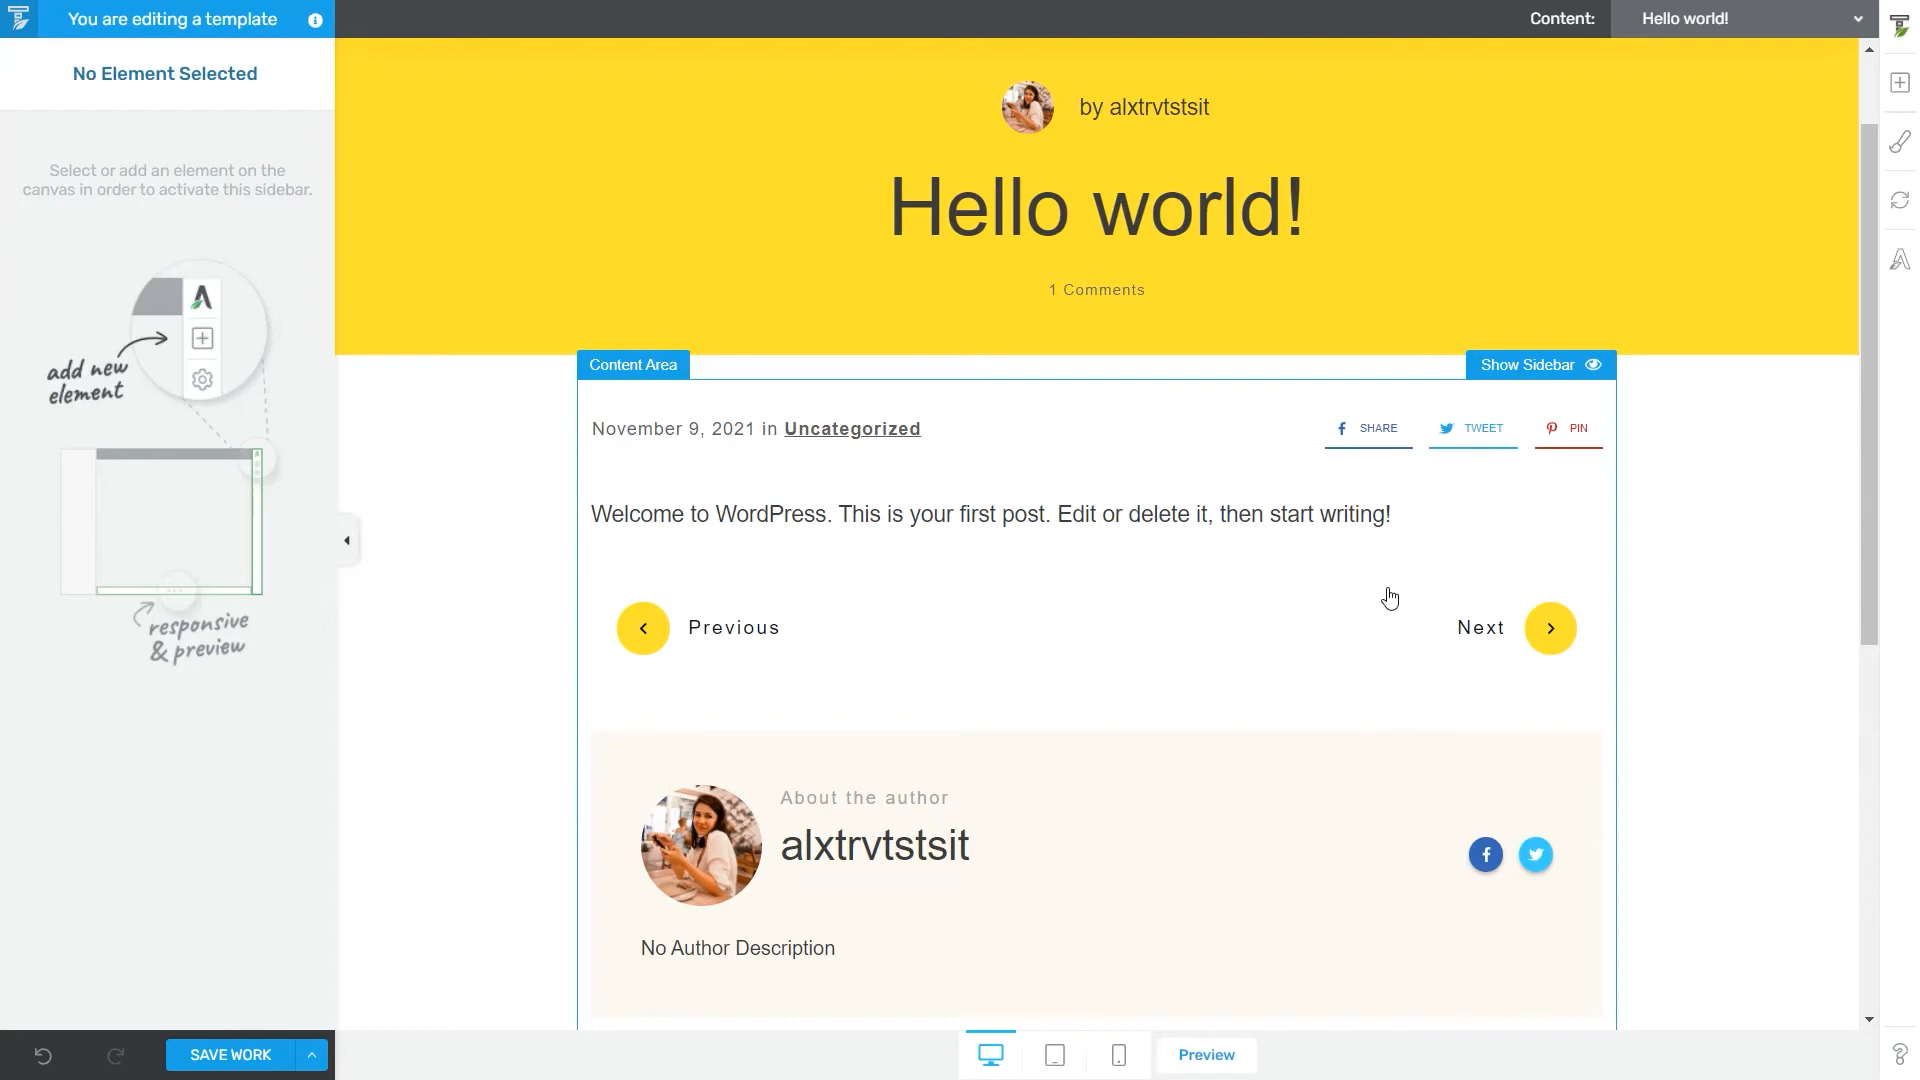 You are editing a template
Content:
Hello world!
No Element Selected
Select or add an element on the
canvas in order to activate this sidebar.
add new
element
responsive
& preview
by alxtrvtstsit
Hello world!
1 Comments
Content Area
Show Sidebar
November 9, 2021 in Uncategorized
SHARE
TWEET
PIN
Welcome to WordPress. This is your first post. Edit or delete it, then start writing!
Previous
Next
About the author
alxtrvtstsit
No Author Description
SAVE WORK
Preview